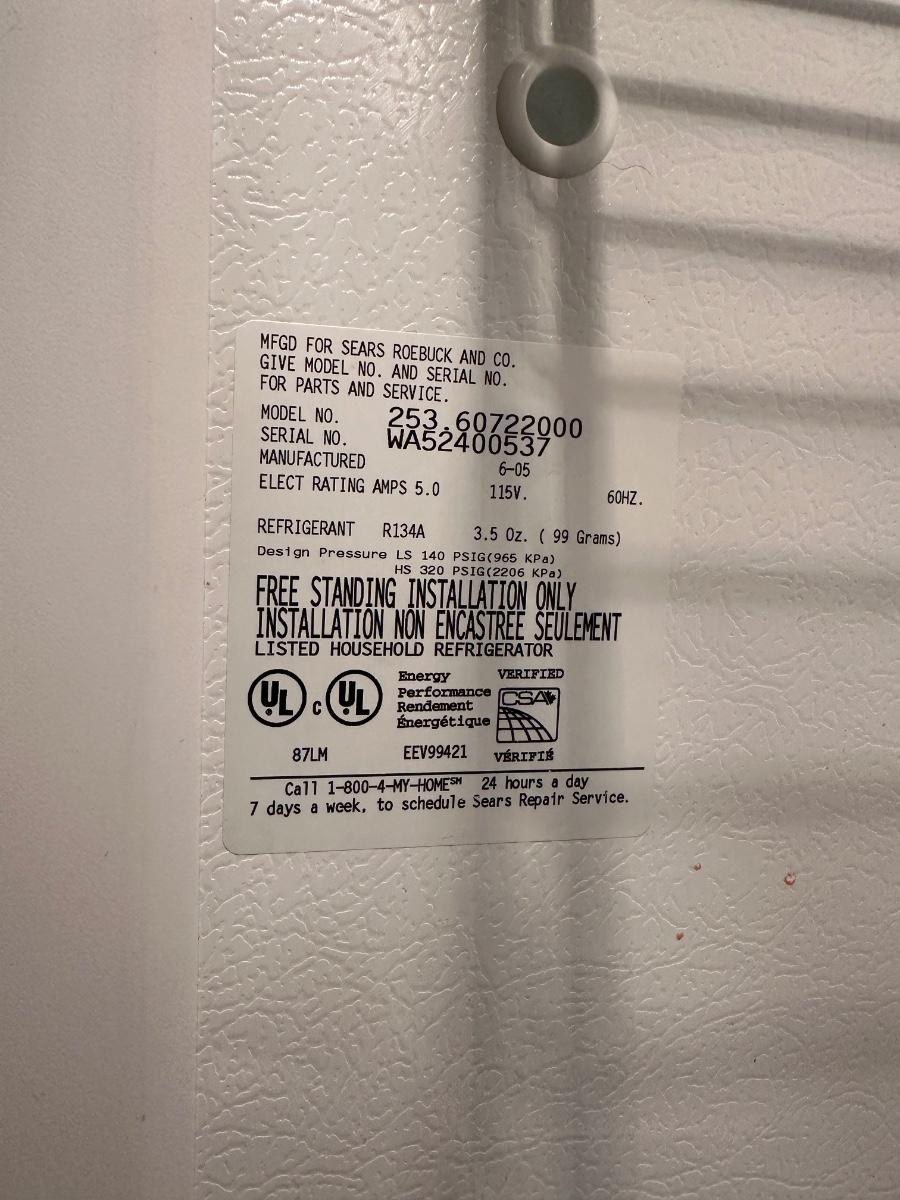 MFGD FOR SEARS ROEBUCK AND CO.
GIVE MODEL NO. AND SERIAL NO.
FOR PARTS AND SERVICE.
MODEL NO. 253.60722000
SERIAL NO. WA52400537
MANUFACTURED 6-05
ELECT RATING AMPS 5.0 115V. 60HZ.
REFRIGERANT R134A 3.5 Oz. ( 99 Grams)
Design Pressure LS 140 PSIG(965 KPa)
HS 320 PSIG(2206 KPa)
FREE STANDING INSTALLATION ONLY
INSTALLATION NON ENCASTREE SEULEMENT
LISTED HOUSEHOLD REFRIGERATOR
UL c UL
Energy
Performance
Rendement
Énergétique
VERIFIED
CSA
VÉRIFIÉ
87LM EEV99421
Call 1-800-4-MY-HOME℠ 24 hours a day
7 days a week, to schedule Sears Repair Service.